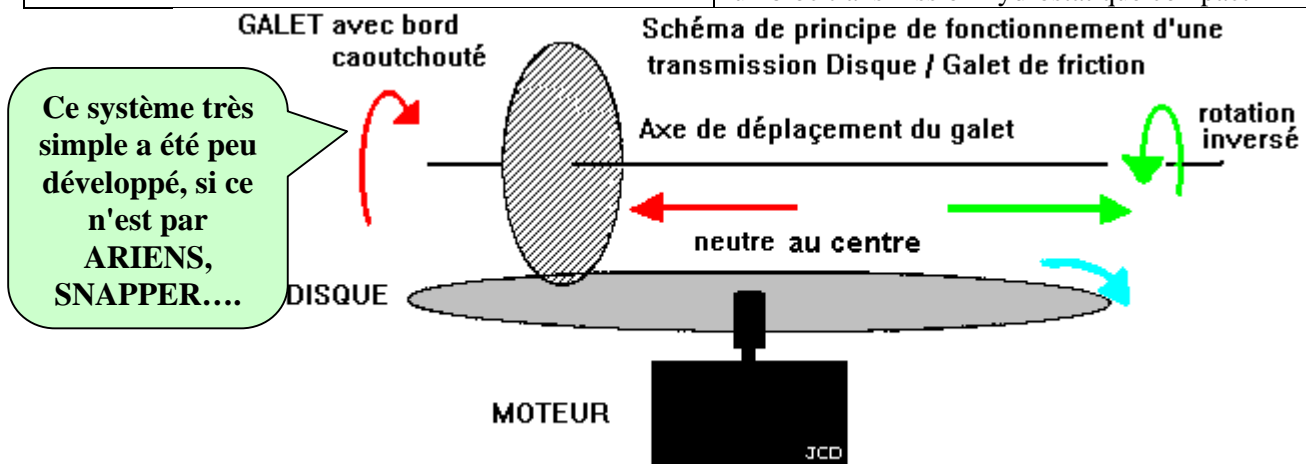 GALET avec bord
caoutchouté
Schéma de principe de fonctionnement d'une
transmission Disque / Galet de friction
Ce système très
simple a été peu
développé, si ce
n'est par
ARIENS,
SNAPPER….
Axe de déplaçement du galet
rotation
inversé
neutre au centre
DISQUE
MOTEUR
JCD